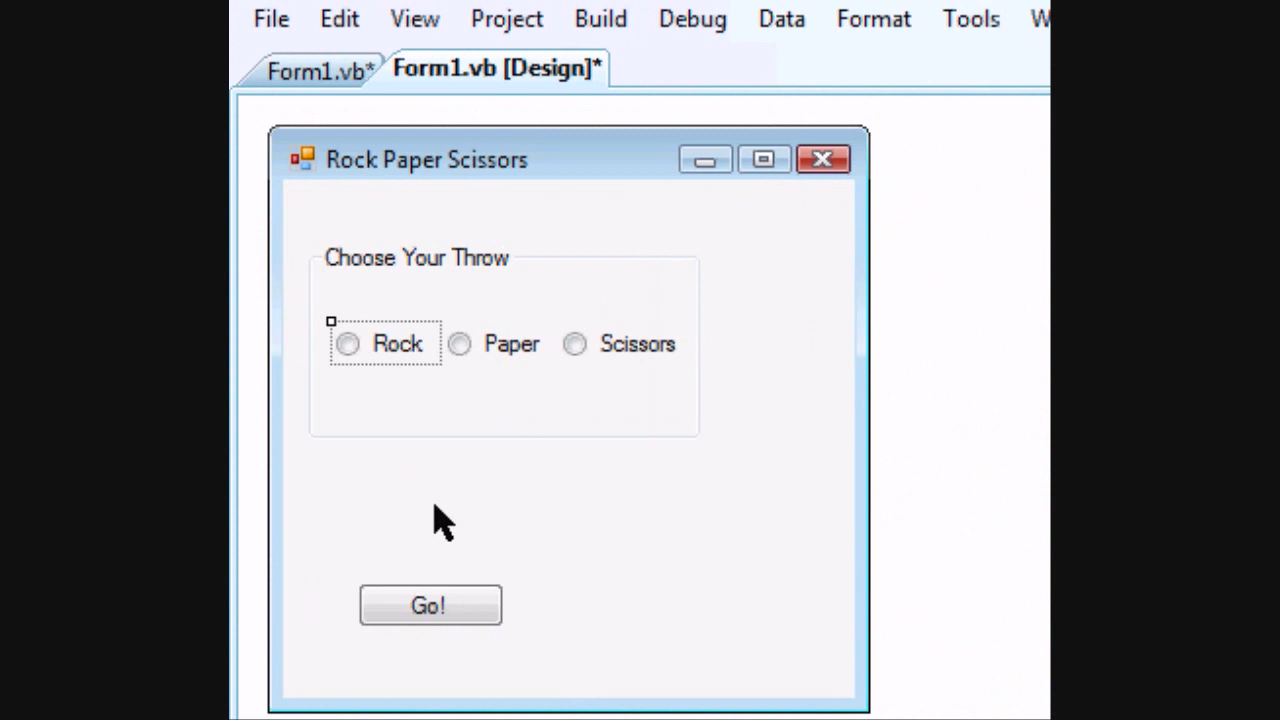 File Edit View Project Build Debug Data Format Tools
Form1.vb* Form1.vb [Design]*
Rock Paper Scissors
Choose Your Throw
Rock Paper Scissors
Go!